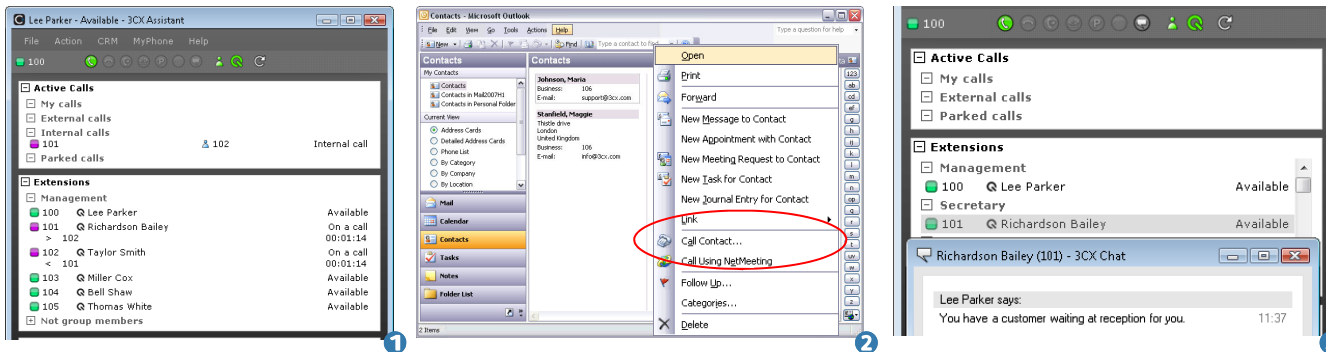 Lee Parker - Available - 3CX Assistant
File Action CRM MyPhone Help
100
Active Calls
My calls
External calls
Internal calls
101 102 Internal call
Parked calls
Extensions
Management
100 Q Lee Parker Available
101 Q Richardson Bailey On a call
> 102 00:01:14
102 Q Taylor Smith On a call
< 101 00:01:14
103 Q Miller Cox Available
104 Q Bell Shaw Available
105 Q Thomas White Available
Not group members
1
Contacts - Microsoft Outlook
File Edit View Go Tools Actions Help Type a question for help
New Find Type a contact to find
Contacts
My Contacts
Contacts
Contacts in Mail2007H1
Contacts in Personal Folder
Current View
Address Cards
Detailed Address Cards
Phone List
By Category
By Company
By Location
Mail
Calendar
Contacts
Tasks
Notes
Folder List
2 Items
Contacts
Johnson, Maria
Business: 106
E-mail: support@3cx.com
Stanfield, Maggie
Thistle drive
London
United Kingdom
Business: 106
E-mail: info@3cx.com
Open
Print
Forward
New Message to Contact
New Appointment with Contact
New Meeting Request to Contact
New Task for Contact
New Journal Entry for Contact
Link
Call Contact...
Call Using NetMeeting
Follow Up...
Categories...
Delete
123
ab
cd
ef
g
h
ij
k
l
m
n
op
q
r
s
t
uv
w
x
y
z
2
100
Active Calls
My calls
External calls
Parked calls
Extensions
Management
100 Q Lee Parker Available
Secretary
101 Q Richardson Bailey Available
Richardson Bailey (101) - 3CX Chat
Lee Parker says:
You have a customer waiting at reception for you. 11:37